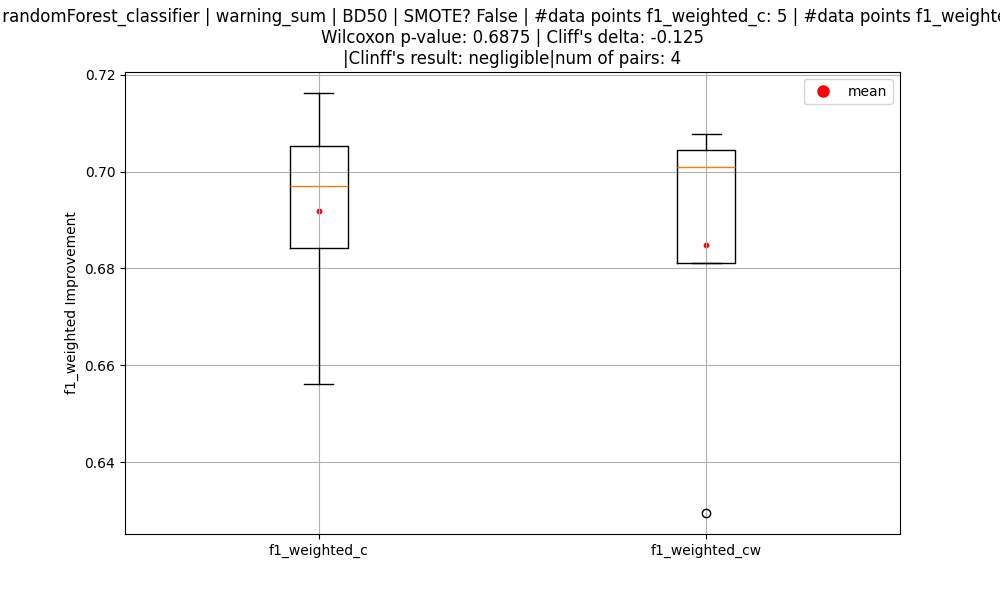 randomForest_classifier | warning_sum | BD50 | SMOTE? False | #data points f1_weighted_c: 5 | #data points f1_weighte
Wilcoxon p-value: 0.6875 | Cliff's delta: -0.125
|Clinff's result: negligible|num of pairs: 4
mean
0.72
0.70
0.68
0.66
0.64
f1_weighted Improvement
f1_weighted_c
f1_weighted_cw